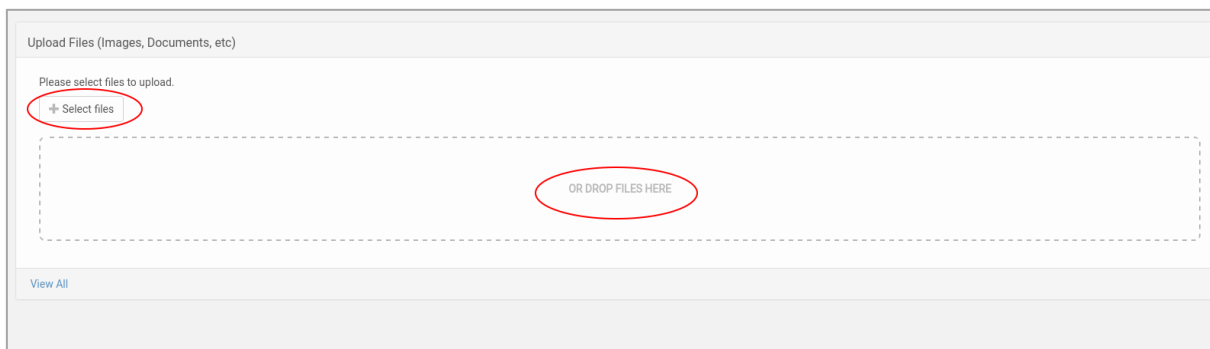 Upload Files (Images, Documents, etc)
Please select files to upload.
Select files
OR DROP FILES HERE
View All